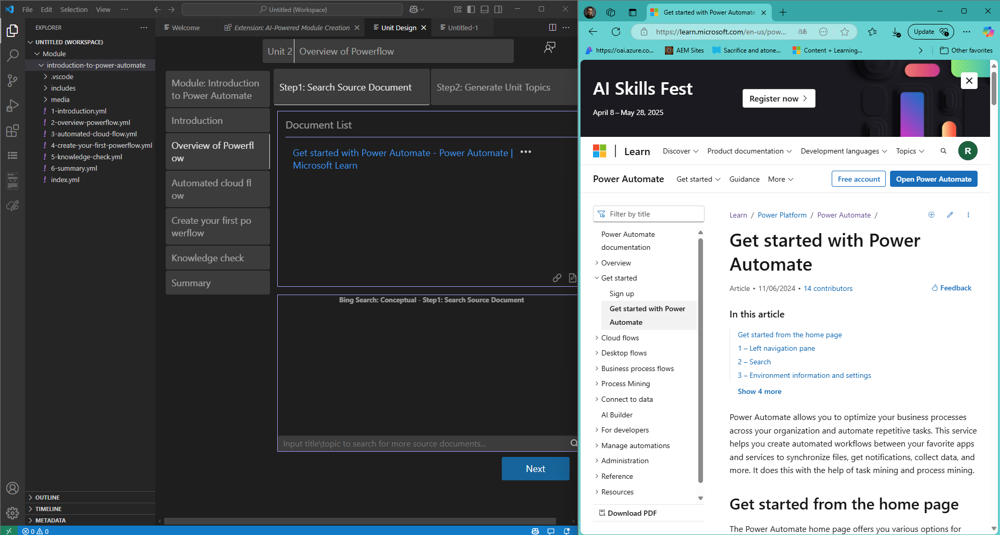 File Edit Selection View ···
Untitled (Workspace)
EXPLORER ···
UNTITLED (WORKSPACE)
Module
introduction-to-power-automate
.vscode
includes
media
! 1-introduction.yml
! 2-overview-powerflow.yml
! 3-automated-cloud-flow.yml
! 4-create-your-first-powerflow.yml
! 5-knowledge-check.yml
! 6-summary.yml
! index.yml
OUTLINE
TIMELINE
METADATA
0 0
Welcome
Extension: AI-Powered Module Creation
Unit Design
Untitled-1
Unit 2 Overview of Powerflow
Module: Introduction
to Power Automate
Introduction
Overview of Powerfl
ow
Automated cloud fl
ow
Create your first po
werflow
Knowledge check
Summary
Step1: Search Source Document
Step2: Generate Unit Topics
Document List
Get started with Power Automate - Power Automate | •••
Microsoft Learn
Bing Search: Conceptual - Step1: Search Source Document
Input title\topic to search for more source documents...
Next
Get started with Power Automate
https://learn.microsoft.com/en-us/pow...
aあ
Update
https://oai.azure.co...
AEM Sites
Sacrifice and atone...
Content + Learning...
Other favorites
AI Skills Fest
April 8 – May 28, 2025
Register now
Learn
Discover
Product documentation
Development languages
Topics
R
Power Automate
Get started
Guidance
More
Free account
Open Power Automate
Filter by title
Power Automate
documentation
Overview
Get started
Sign up
Get started with Power
Automate
Cloud flows
Desktop flows
Business process flows
Process Mining
Connect to data
AI Builder
For developers
Manage automations
Administration
Reference
Resources
Download PDF
Learn / Power Platform / Power Automate /
Get started with Power
Automate
Article • 11/06/2024 • 14 contributors
Feedback
In this article
Get started from the home page
1 – Left navigation pane
2 – Search
3 – Environment information and settings
Show 4 more
Power Automate allows you to optimize your business processes
across your organization and automate repetitive tasks. This service
helps you create automated workflows between your favorite apps
and services to synchronize files, get notifications, collect data, and
more. It does this with the help of task mining and process mining.
Get started from the home page
The Power Automate home page offers you various options for